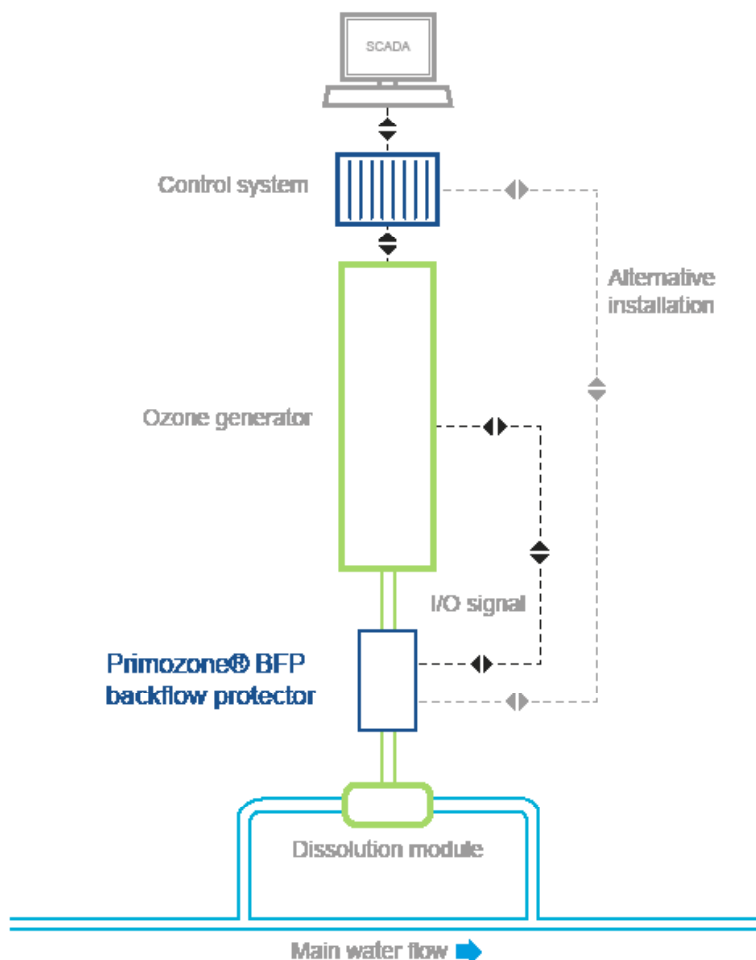 SCADA
Control system
Alternative
installation
Ozone generator
I/O signal
Primozone® BFP
backflow protector
Dissolution module
Main water flow